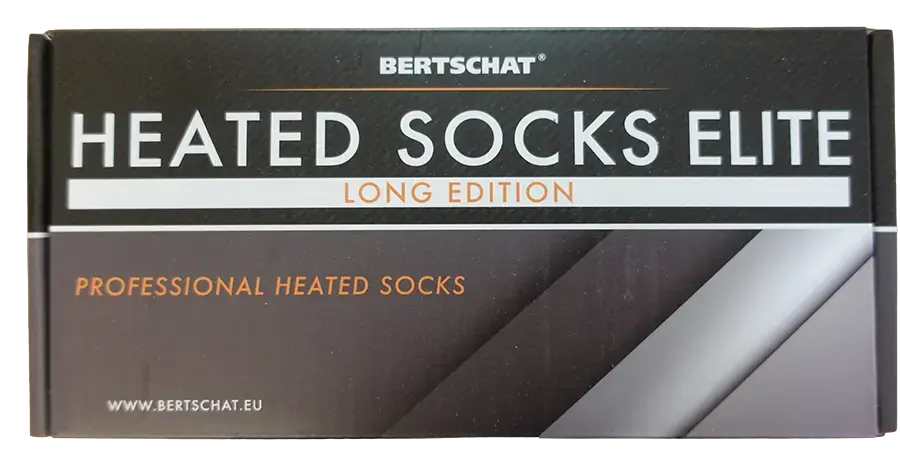 BERTSCHAT®
HEATED SOCKS ELITE
LONG EDITION
PROFESSIONAL HEATED SOCKS
WWW.BERTSCHAT.EU